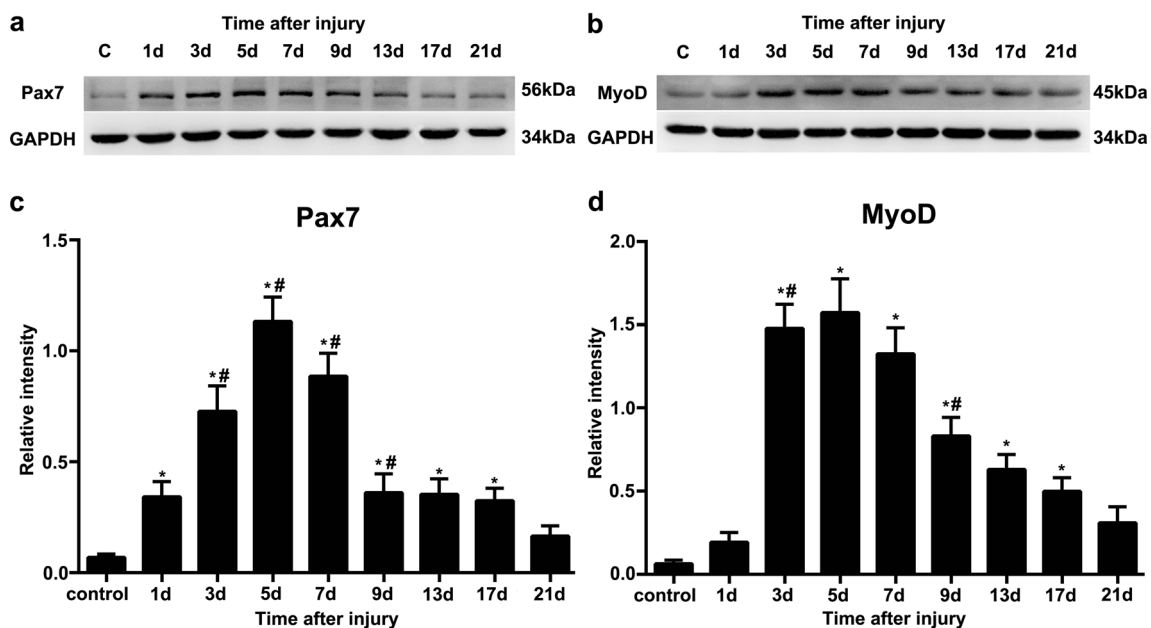 a
Time after injury
C 1d 3d 5d 7d 9d 13d 17d 21d
Pax7 56kDa
GAPDH 34kDa
b
Time after injury
C 1d 3d 5d 7d 9d 13d 17d 21d
MyoD 45kDa
GAPDH 34kDa
c
Pax7
Relative intensity
1.5
1.0
0.5
0.0
* *# *# *# *# * *
control 1d 3d 5d 7d 9d 13d 17d 21d
Time after injury
d
MyoD
Relative intensity
2.0
1.5
1.0
0.5
0.0
*# * * *# * *
control 1d 3d 5d 7d 9d 13d 17d 21d
Time after injury